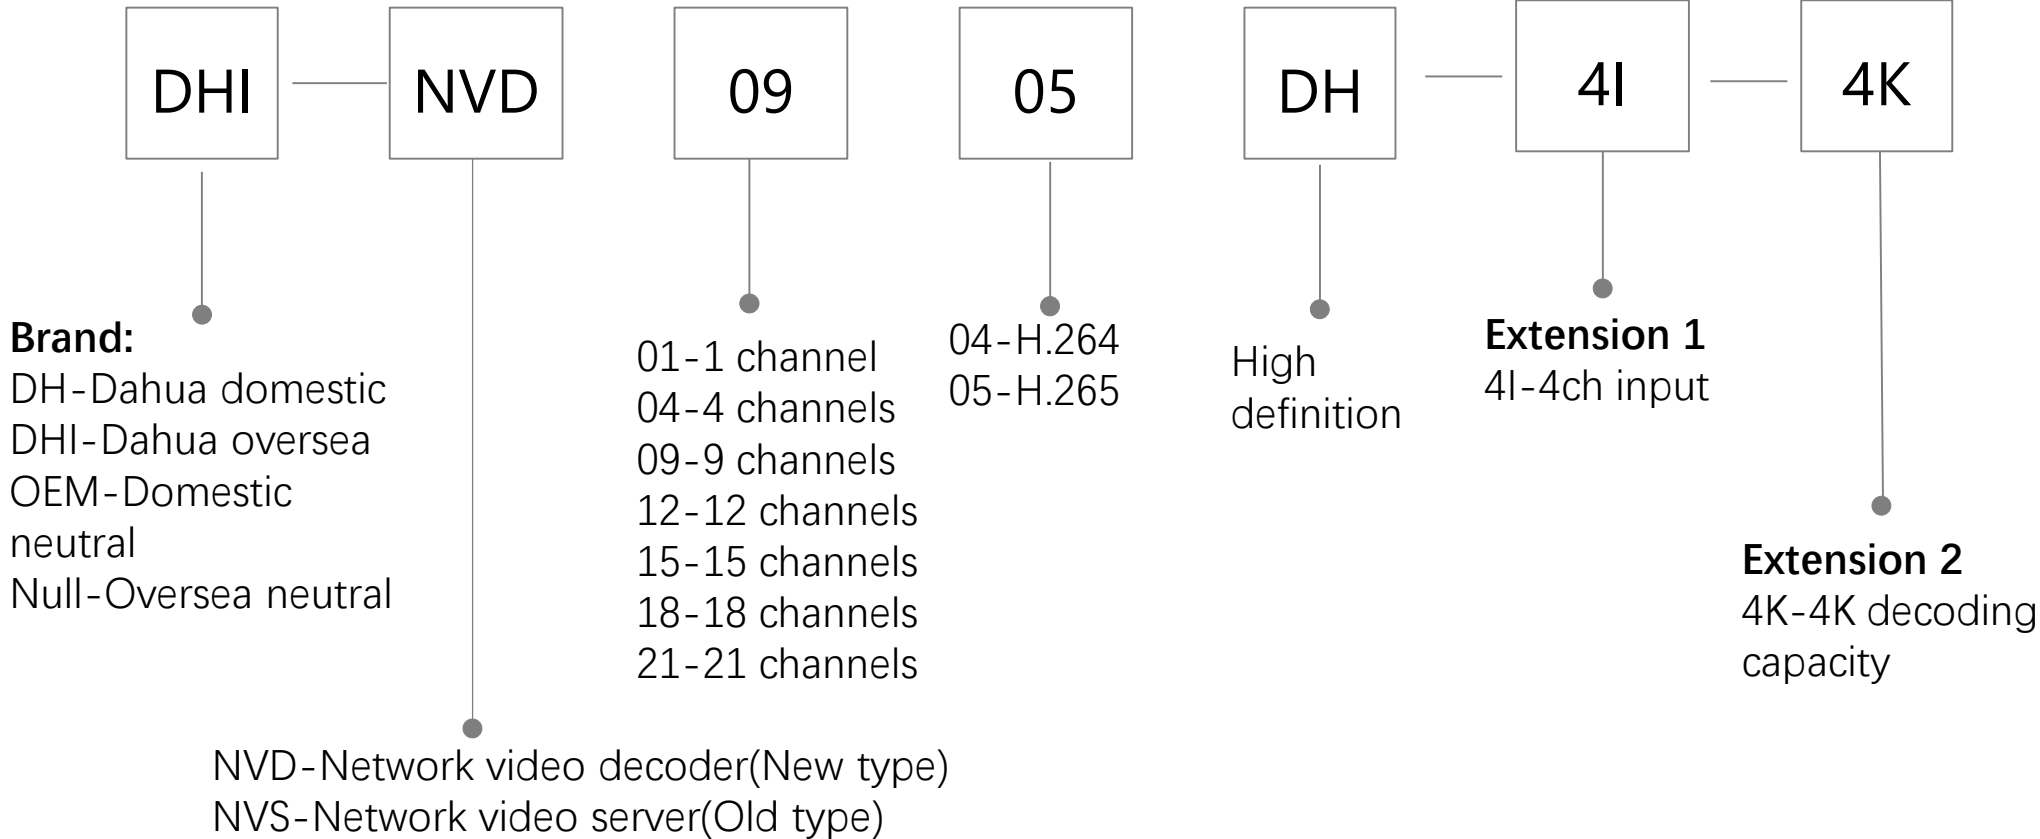 DHI NVD 09 05 DH 4I 4K
Brand:
DH-Dahua domestic
DHI-Dahua oversea
OEM-Domestic
neutral
Null-Oversea neutral
NVD-Network video decoder(New type)
NVS-Network video server(Old type)
01-1 channel
04-4 channels
09-9 channels
12-12 channels
15-15 channels
18-18 channels
21-21 channels
04-H.264
05-H.265
High
definition
Extension 1
4I-4ch input
Extension 2
4K-4K decoding
capacity